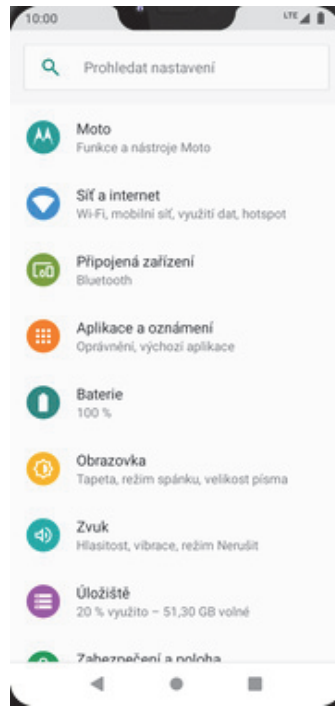 10:00
LTE
Prohledat nastavení
Moto
Funkce a nástroje Moto
Síť a internet
Wi-Fi, mobilní síť, využití dat, hotspot
Připojená zařízení
Bluetooth
Aplikace a oznámení
Oprávnění, výchozí aplikace
Baterie
100 %
Obrazovka
Tapeta, režim spánku, velikost písma
Zvuk
Hlasitost, vibrace, režim Nerušit
Úložiště
20 % využito – 51,30 GB volné
Zabezpečení a poloha